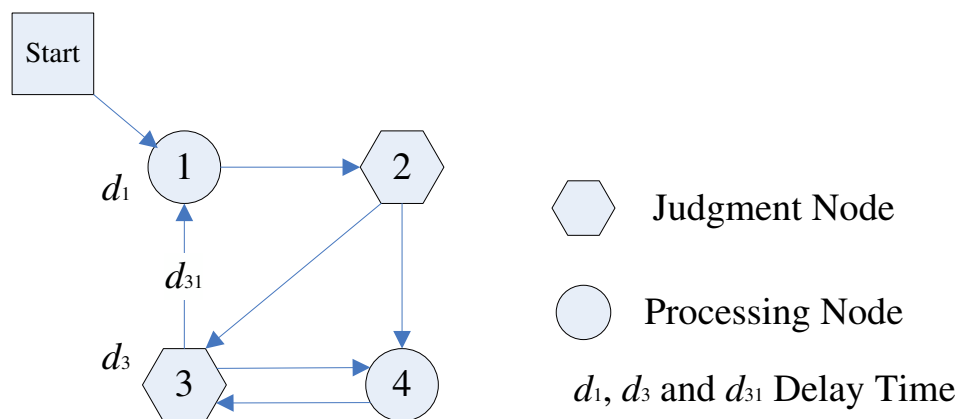 Start
1
2
d1
Judgment Node
d31
Processing Node
d3
3
4
d1, d3 and d31 Delay Time